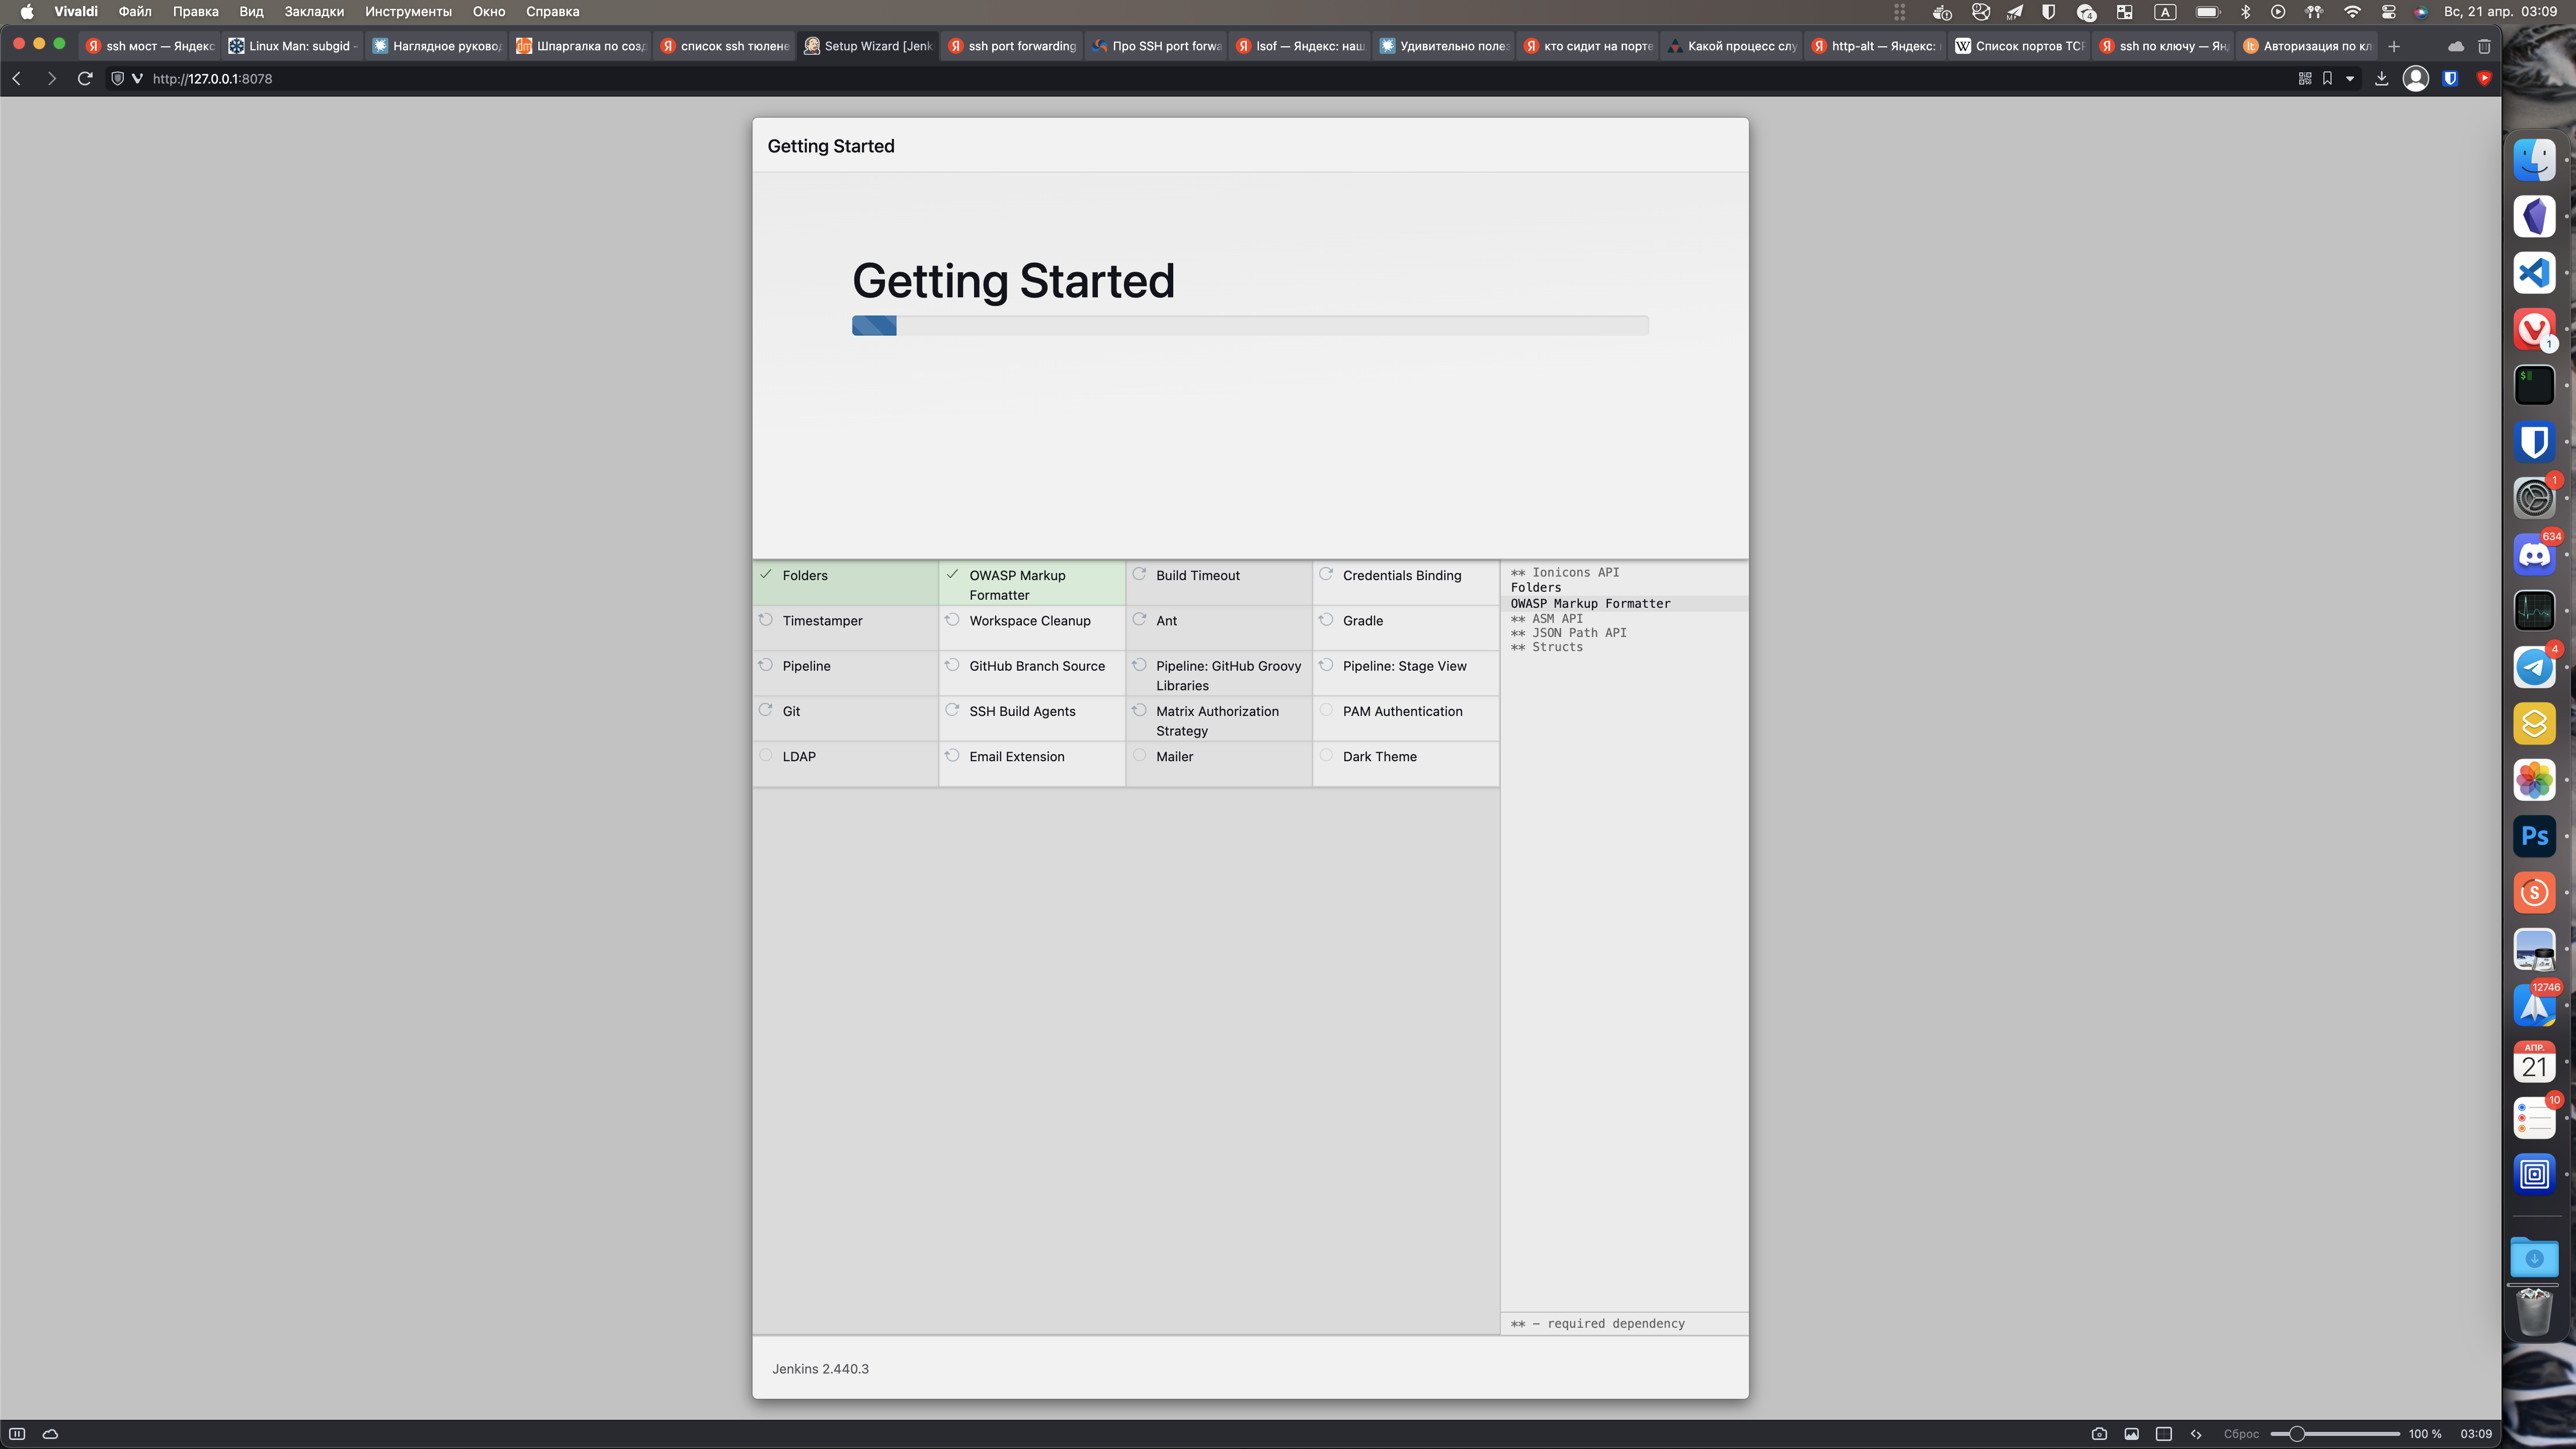 Vivaldi Файл Правка Вид Закладки Инструменты Окно Справка
4 A Вс, 21 апр. 03:09
ssh мост — Яндекс
Linux Man: subgid -
Наглядное руковод
Шпаргалка по созд
список ssh тюлене
Setup Wizard [Jenk
ssh port forwarding
Про SSH port forwa
lsof — Яндекс: наш
Удивительно полез
кто сидит на порте
Какой процесс слу
http-alt — Яндекс:
Список портов TCP
ssh по ключу — Ян
Авторизация по кл
http://127.0.0.1:8078
Getting Started
Getting Started
Folders
OWASP Markup Formatter
Build Timeout
Credentials Binding
Timestamper
Workspace Cleanup
Ant
Gradle
Pipeline
GitHub Branch Source
Pipeline: GitHub Groovy Libraries
Pipeline: Stage View
Git
SSH Build Agents
Matrix Authorization Strategy
PAM Authentication
LDAP
Email Extension
Mailer
Dark Theme
** Ionicons API
Folders
OWASP Markup Formatter
** ASM API
** JSON Path API
** Structs
** - required dependency
Jenkins 2.440.3
1
$
1
634
4
Ps
S
12746
АПР.
21
10
Сброс 100 % 03:09